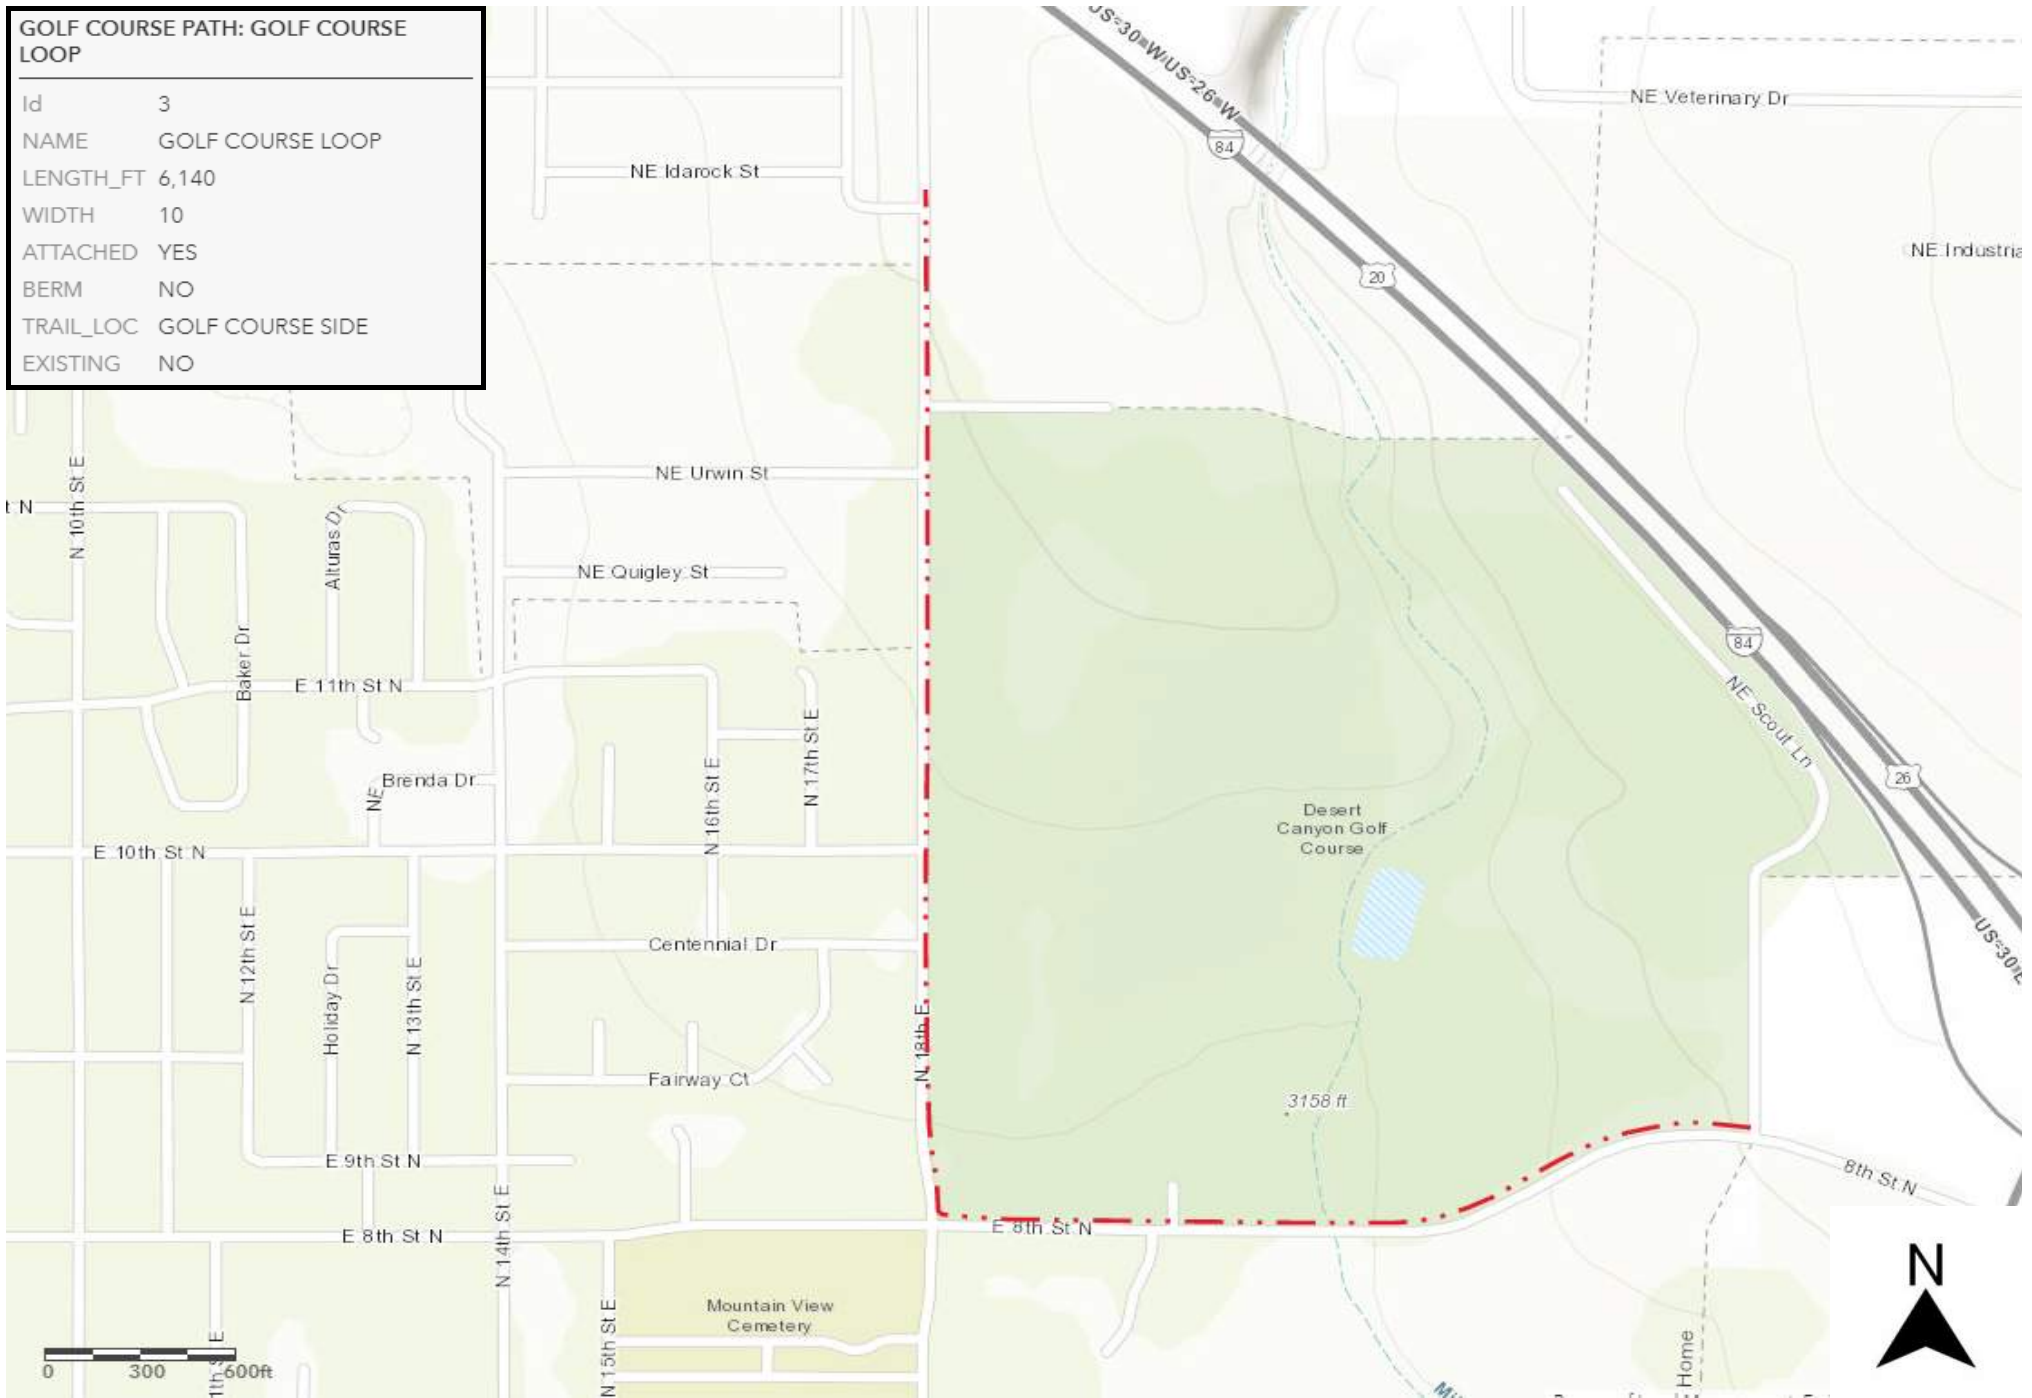 GOLF COURSE PATH: GOLF COURSE
LOOP
Id 3
NAME GOLF COURSE LOOP
LENGTH_FT 6,140
WIDTH 10
ATTACHED YES
BERM NO
TRAIL_LOC GOLF COURSE SIDE
EXISTING NO
US-30 W/US-26 W
84
NE Veterinary Dr
NE Idarock St
20
NE Industria
N 10th St E
NE Urwin St
t N
Alturas Dr
NE Quigley St
84
Baker Dr
E 11th St N
NE Scout Ln
N 17th St E
NE Brenda Dr
N 16th St E
26
Desert
Canyon Golf
Course
E 10th St N
N 12th St E
Centennial Dr
US-30 E
Holiday Dr
N 13th St E
N 18th E
Fairway Ct
3158 ft
E 9th St N
8th St N
N 14th St E
E 8th St N
E 8th St N
N
Mountain View
Cemetery
N 15th St E
Home
0 300 600ft